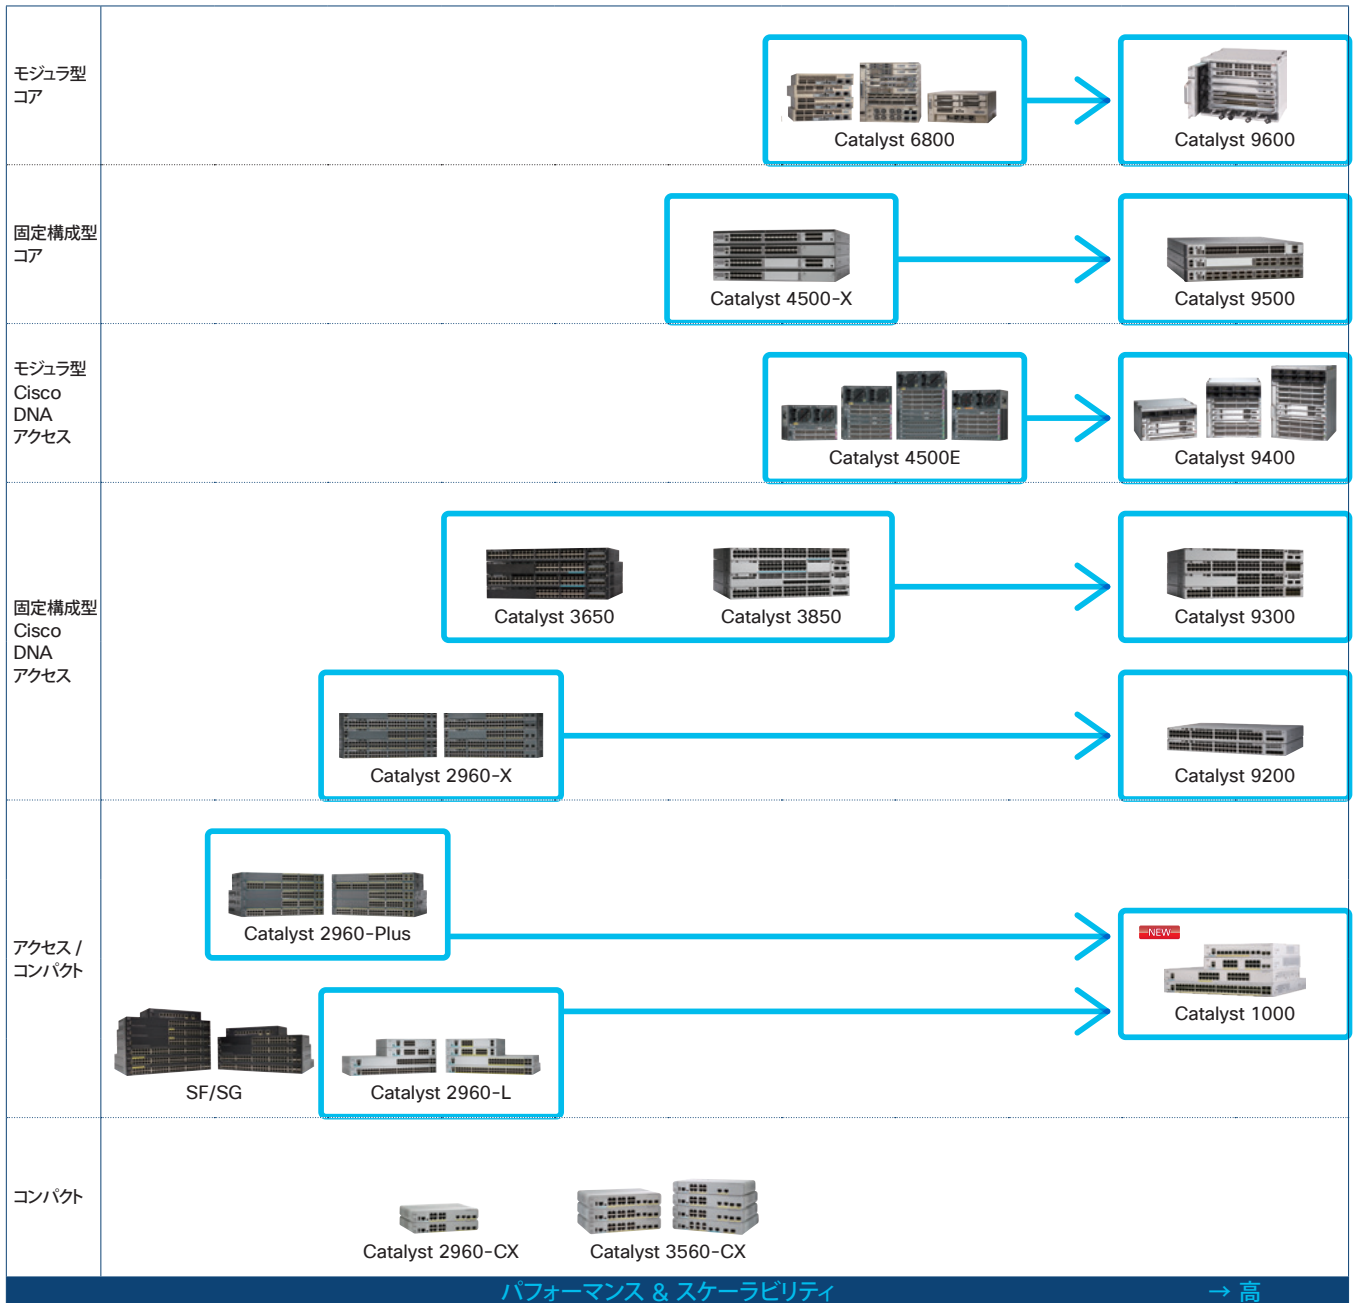 モジュラ型
コア
Catalyst 6800
Catalyst 9600
固定構成型
コア
Catalyst 4500-X
Catalyst 9500
モジュラ型
Cisco
DNA
アクセス
Catalyst 4500E
Catalyst 9400
固定構成型
Cisco
DNA
アクセス
Catalyst 3650
Catalyst 3850
Catalyst 9300
Catalyst 2960-X
Catalyst 9200
アクセス /
コンパクト
Catalyst 2960-Plus
NEW
Catalyst 1000
SF/SG
Catalyst 2960-L
コンパクト
Catalyst 2960-CX
Catalyst 3560-CX
パフォーマンス & スケーラビリティ
→ 高